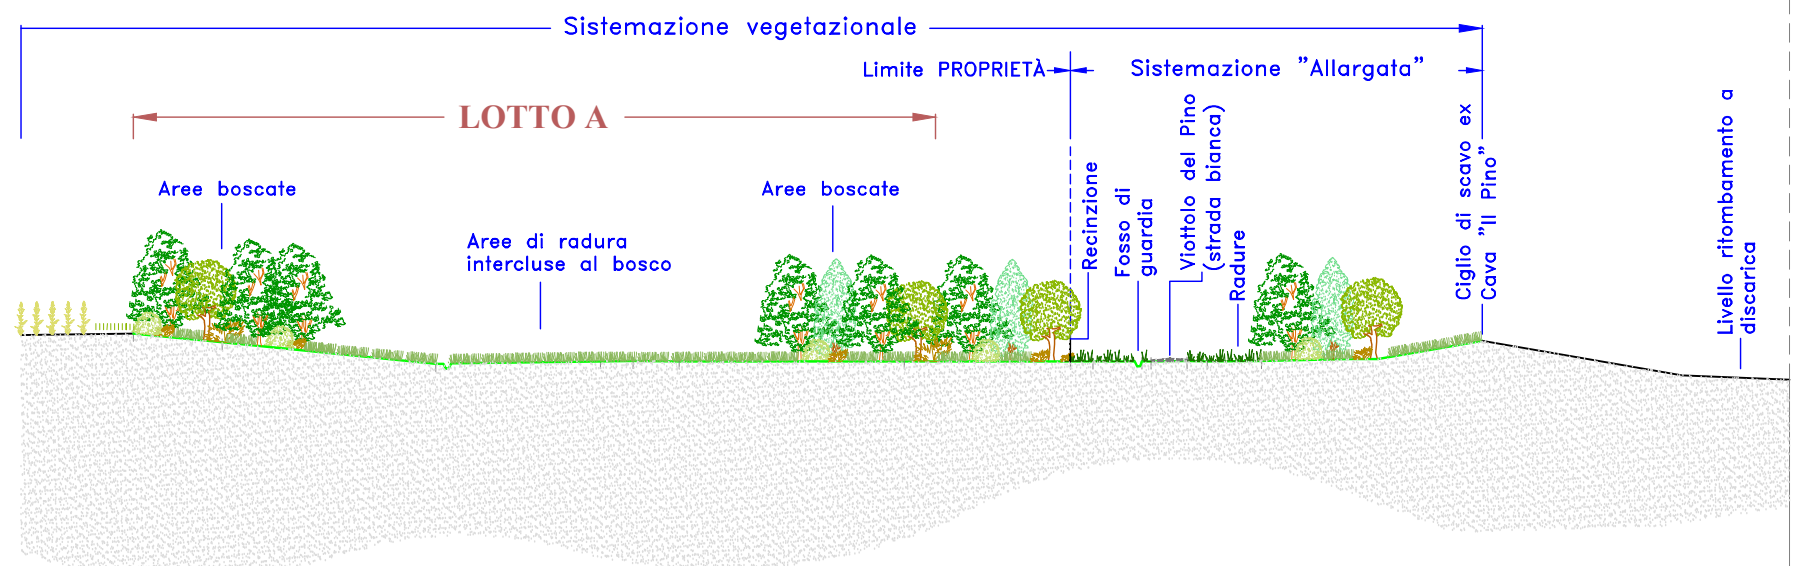 Sistemazione vegetazionale
Limite PROPRIETÀ
Sistemazione "Allargata"
LOTTO A
Aree boscate
Aree di radura
intercluse al bosco
Aree boscate
Recinzione
Fosso di
guardia
Viottolo del Pino
(strada bianca)
Radure
Ciglio di scavo ex
Cava "Il Pino"
Livello ritombamento a
discarica